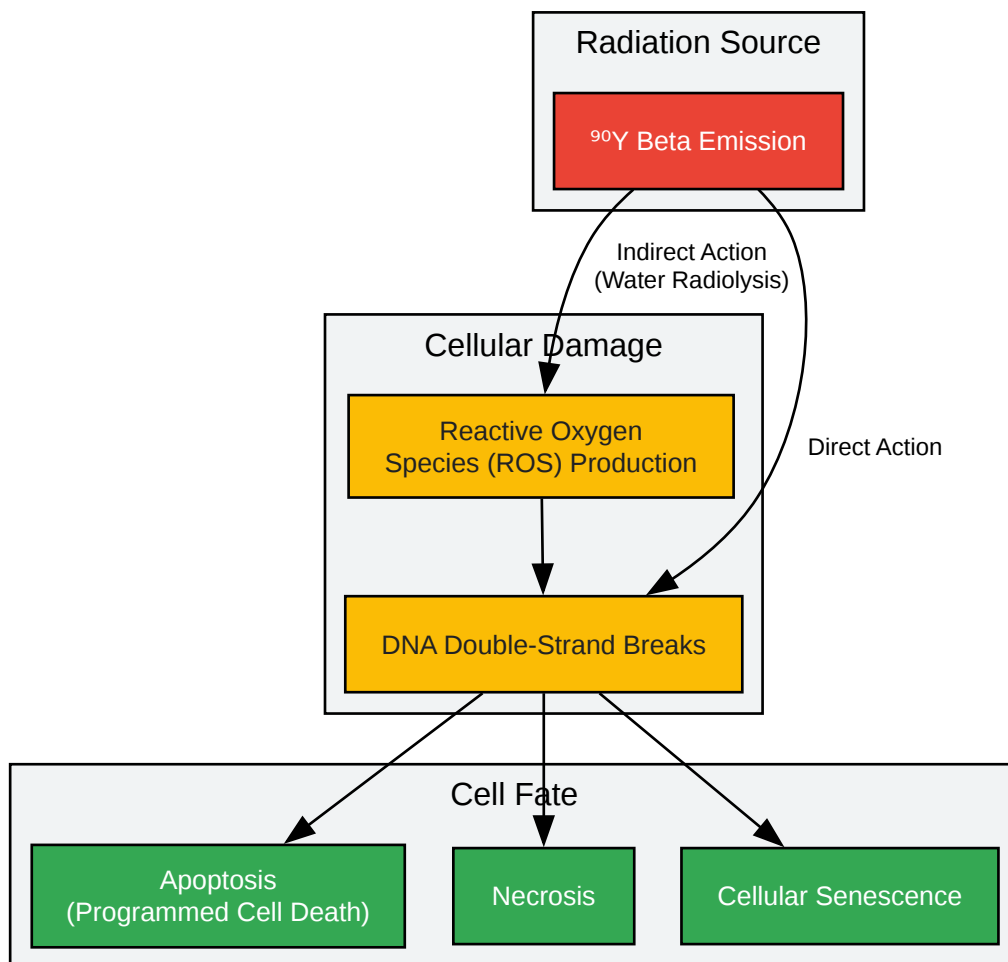 Radiation Source
⁹⁰Y Beta Emission
Indirect Action
(Water Radiolysis)
Cellular Damage
Reactive Oxygen
Species (ROS) Production
Direct Action
DNA Double-Strand Breaks
Cell Fate
Apoptosis
(Programmed Cell Death)
Necrosis
Cellular Senescence